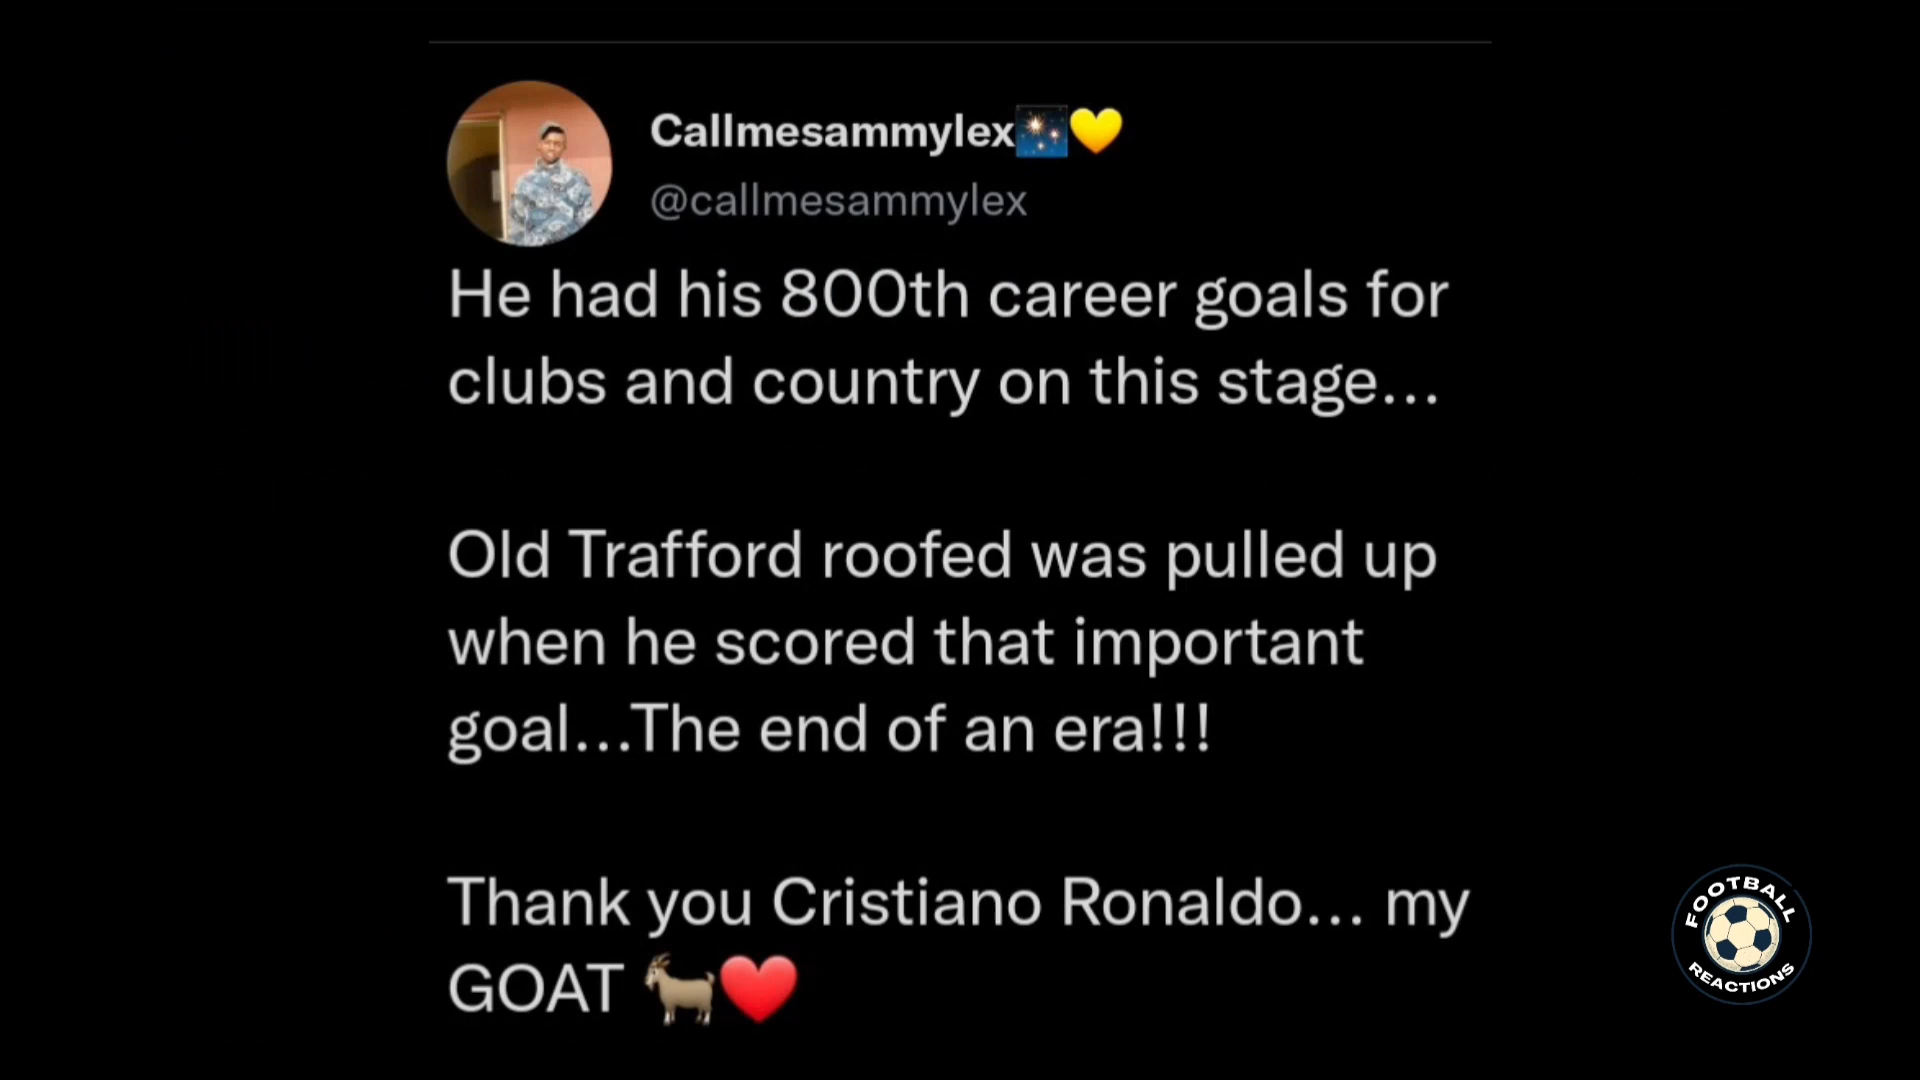 Callmesammylex🎇💛
@callmesammylex
He had his 800th career goals for
clubs and country on this stage...
Old Trafford roofed was pulled up
when he scored that important
goal...The end of an era!!!
Thank you Cristiano Ronaldo... my
GOAT 🐐❤️
FOOTBALL
REACTIONS